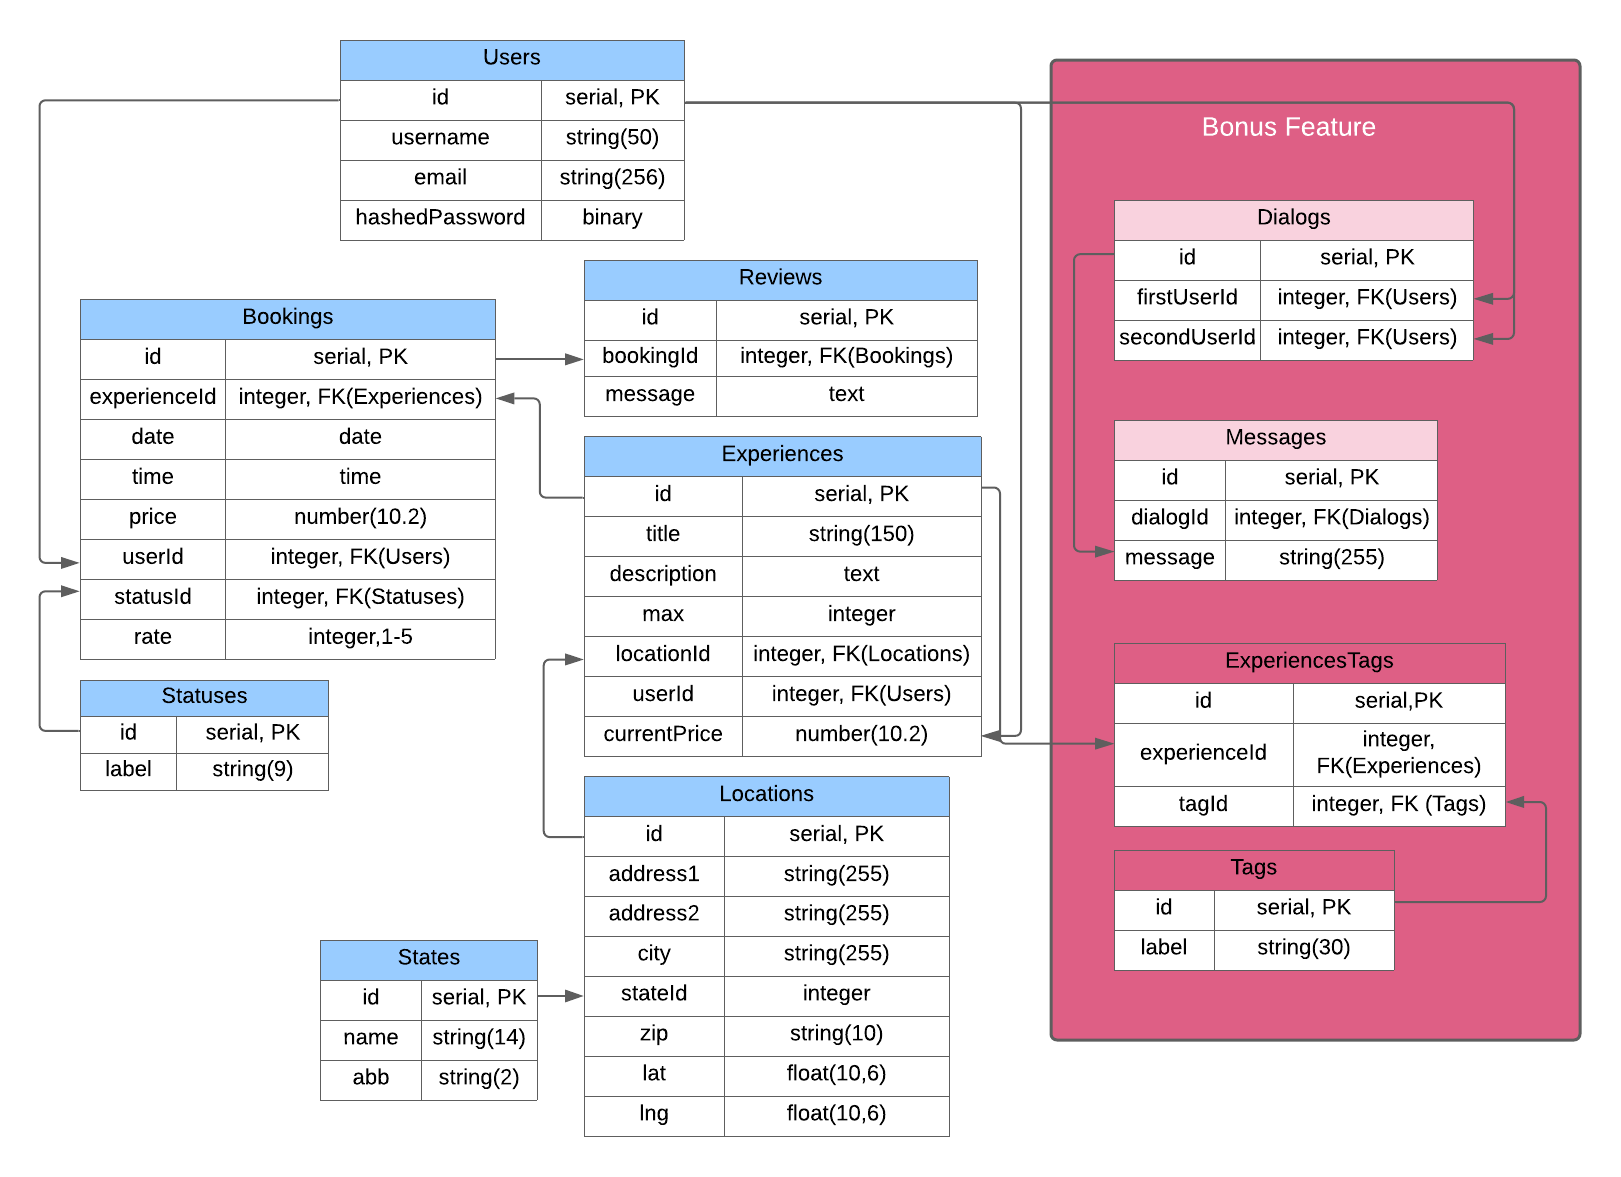 Users
id serial, PK
username string(50)
email string(256)
hashedPassword binary
Bonus Feature
Dialogs
id serial, PK
firstUserId integer, FK(Users)
secondUserId integer, FK(Users)
Reviews
id serial, PK
bookingId integer, FK(Bookings)
message text
Bookings
id serial, PK
experienceId integer, FK(Experiences)
date date
time time
price number(10.2)
userId integer, FK(Users)
statusId integer, FK(Statuses)
rate integer,1-5
Messages
id serial, PK
dialogId integer, FK(Dialogs)
message string(255)
Experiences
id serial, PK
title string(150)
description text
max integer
locationId integer, FK(Locations)
userId integer, FK(Users)
currentPrice number(10.2)
ExperiencesTags
id serial,PK
experienceId integer,
FK(Experiences)
tagId integer, FK (Tags)
Statuses
id serial, PK
label string(9)
Locations
id serial, PK
address1 string(255)
address2 string(255)
city string(255)
stateId integer
zip string(10)
lat float(10,6)
lng float(10,6)
Tags
id serial, PK
label string(30)
States
id serial, PK
name string(14)
abb string(2)